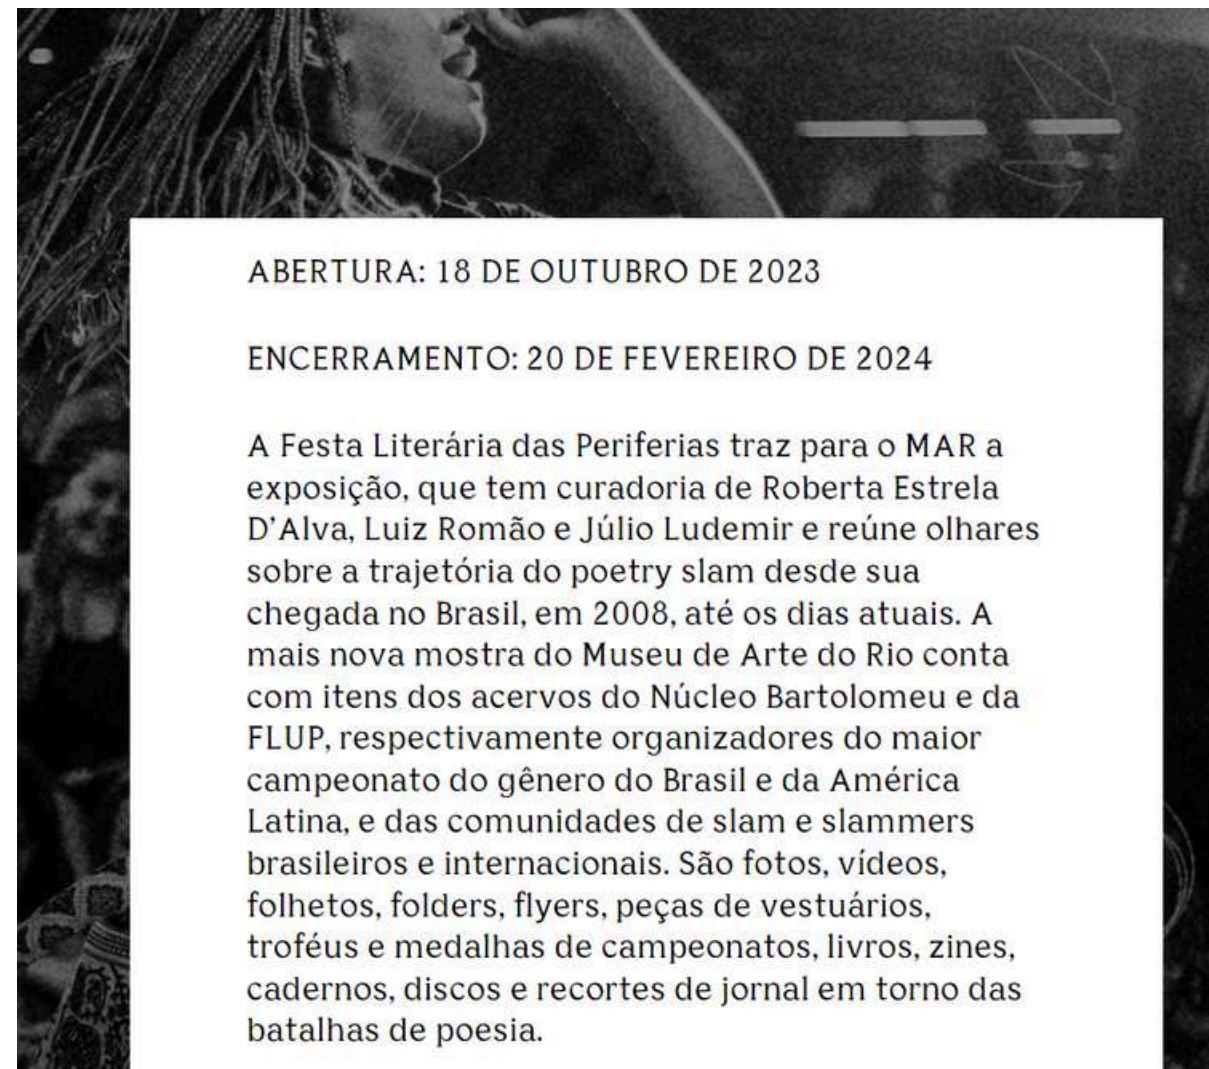 ABERTURA: 18 DE OUTUBRO DE 2023
ENCERRAMENTO: 20 DE FEVEREIRO DE 2024
A Festa Literária das Periferias traz para o MAR a
exposição, que tem curadoria de Roberta Estrela
D'Alva, Luiz Romão e Júlio Ludemir e reúne olhares
sobre a trajetória do poetry slam desde sua
chegada no Brasil, em 2008, até os dias atuais. A
mais nova mostra do Museu de Arte do Rio conta
com itens dos acervos do Núcleo Bartolomeu e da
FLUP, respectivamente organizadores do maior
campeonato do gênero do Brasil e da América
Latina, e das comunidades de slam e slammers
brasileiros e internacionais. São fotos, vídeos,
folhetos, folders, flyers, peças de vestuários,
troféus e medalhas de campeonatos, livros, zines,
cadernos, discos e recortes de jornal em torno das
batalhas de poesia.